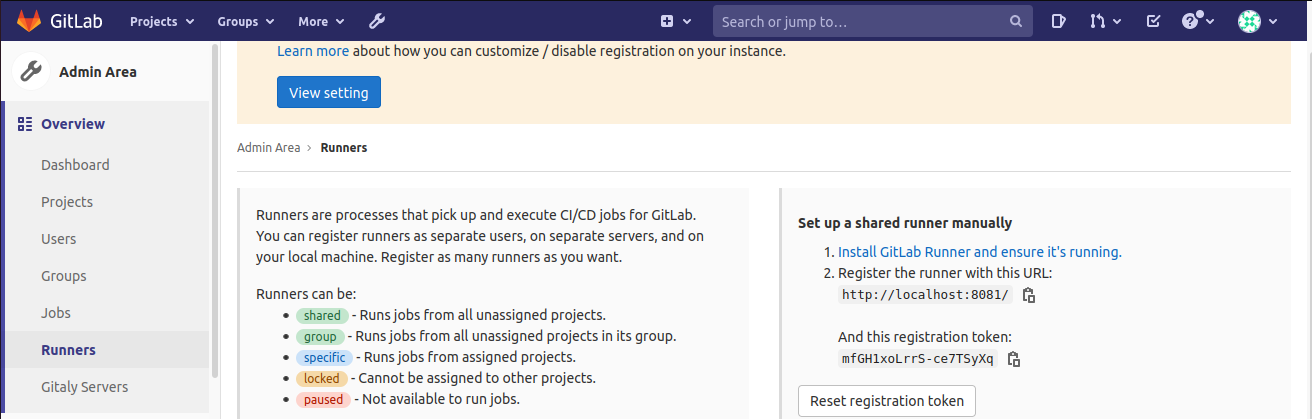 GitLab Projects Groups More Search or jump to…
Learn more about how you can customize / disable registration on your instance.
Admin Area
View setting
Overview
Admin Area > Runners
Dashboard
Projects
Users
Groups
Jobs
Runners
Gitaly Servers
Runners are processes that pick up and execute CI/CD jobs for GitLab.
You can register runners as separate users, on separate servers, and on
your local machine. Register as many runners as you want.
Runners can be:
• shared - Runs jobs from all unassigned projects.
• group - Runs jobs from all unassigned projects in its group.
• specific - Runs jobs from assigned projects.
• locked - Cannot be assigned to other projects.
• paused - Not available to run jobs.
Set up a shared runner manually
1. Install GitLab Runner and ensure it's running.
2. Register the runner with this URL:
http://localhost:8081/
And this registration token:
mfGH1xoLrrS-ce7TSyXq
Reset registration token